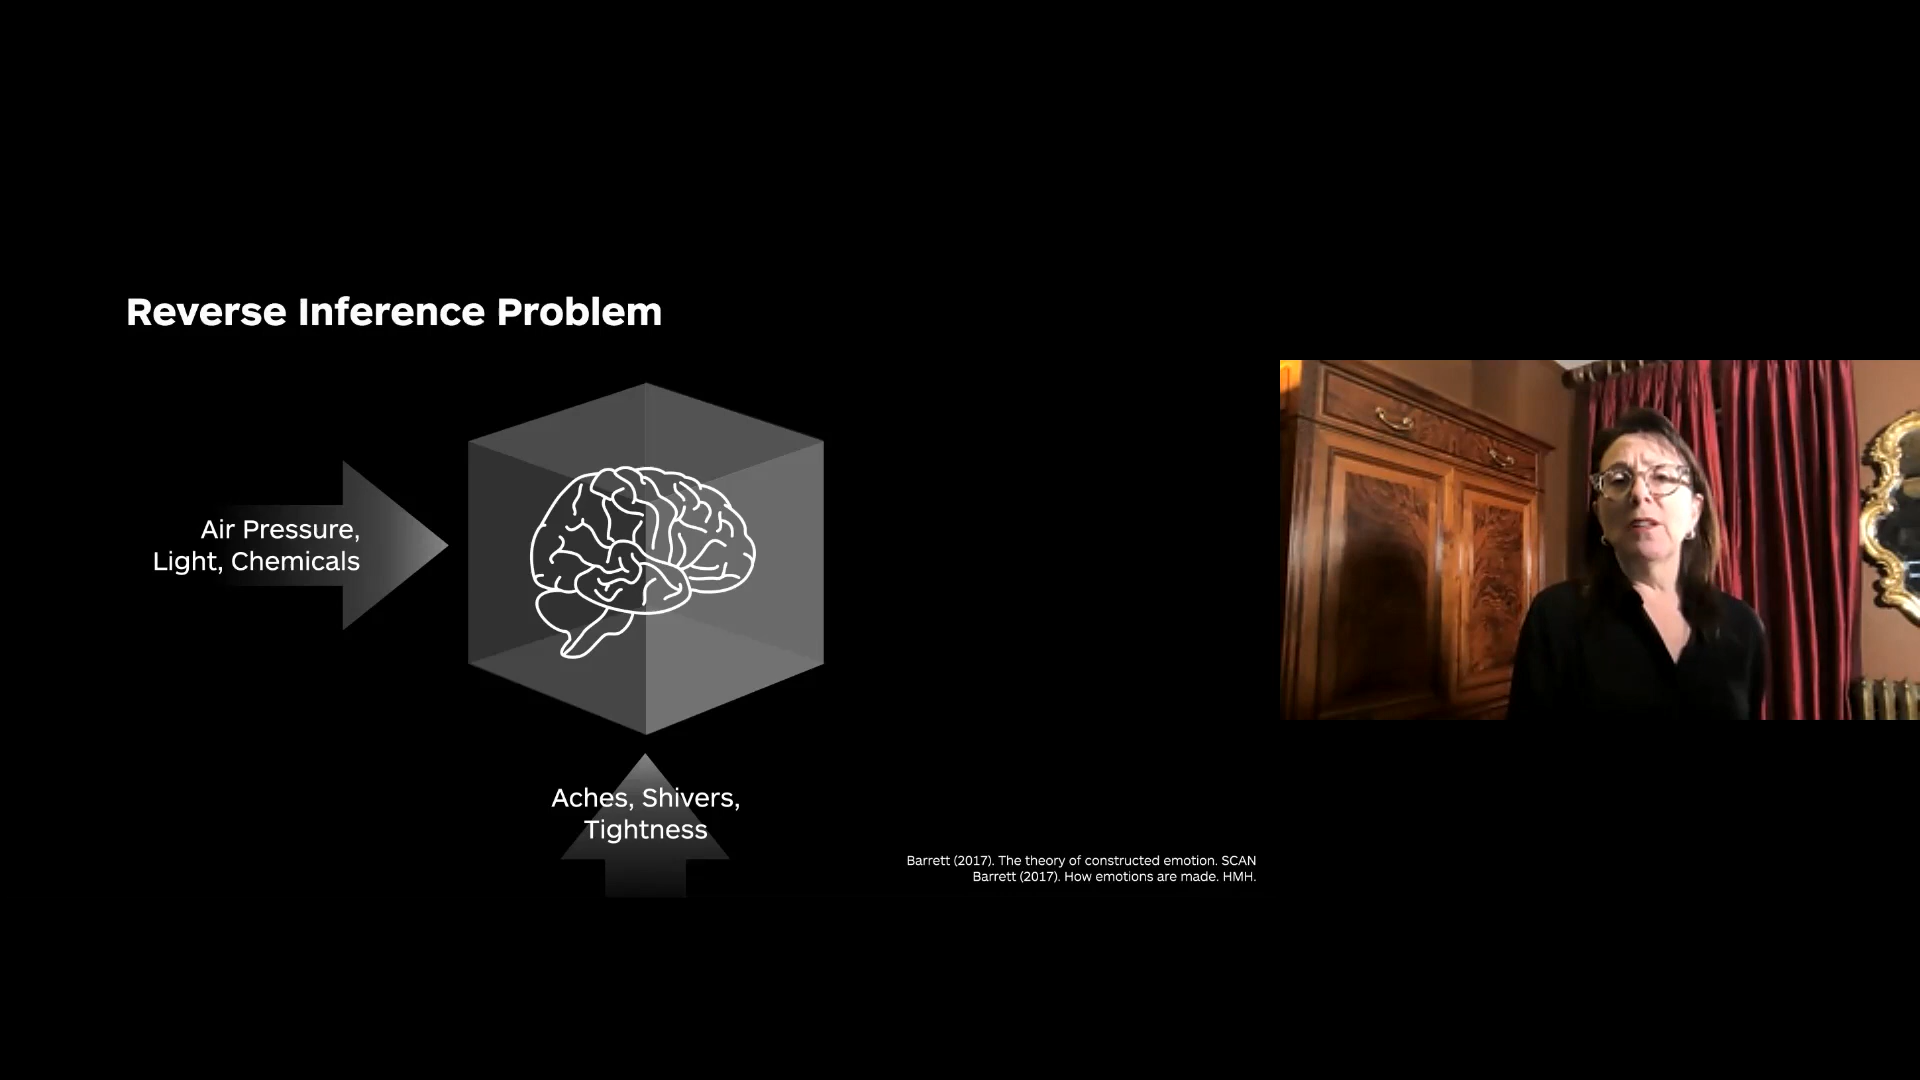 Reverse Inference Problem
Air Pressure,
Light, Chemicals
Aches, Shivers,
Tightness
Barrett (2017). The theory of constructed emotion. SCAN
Barrett (2017). How emotions are made. HMH.